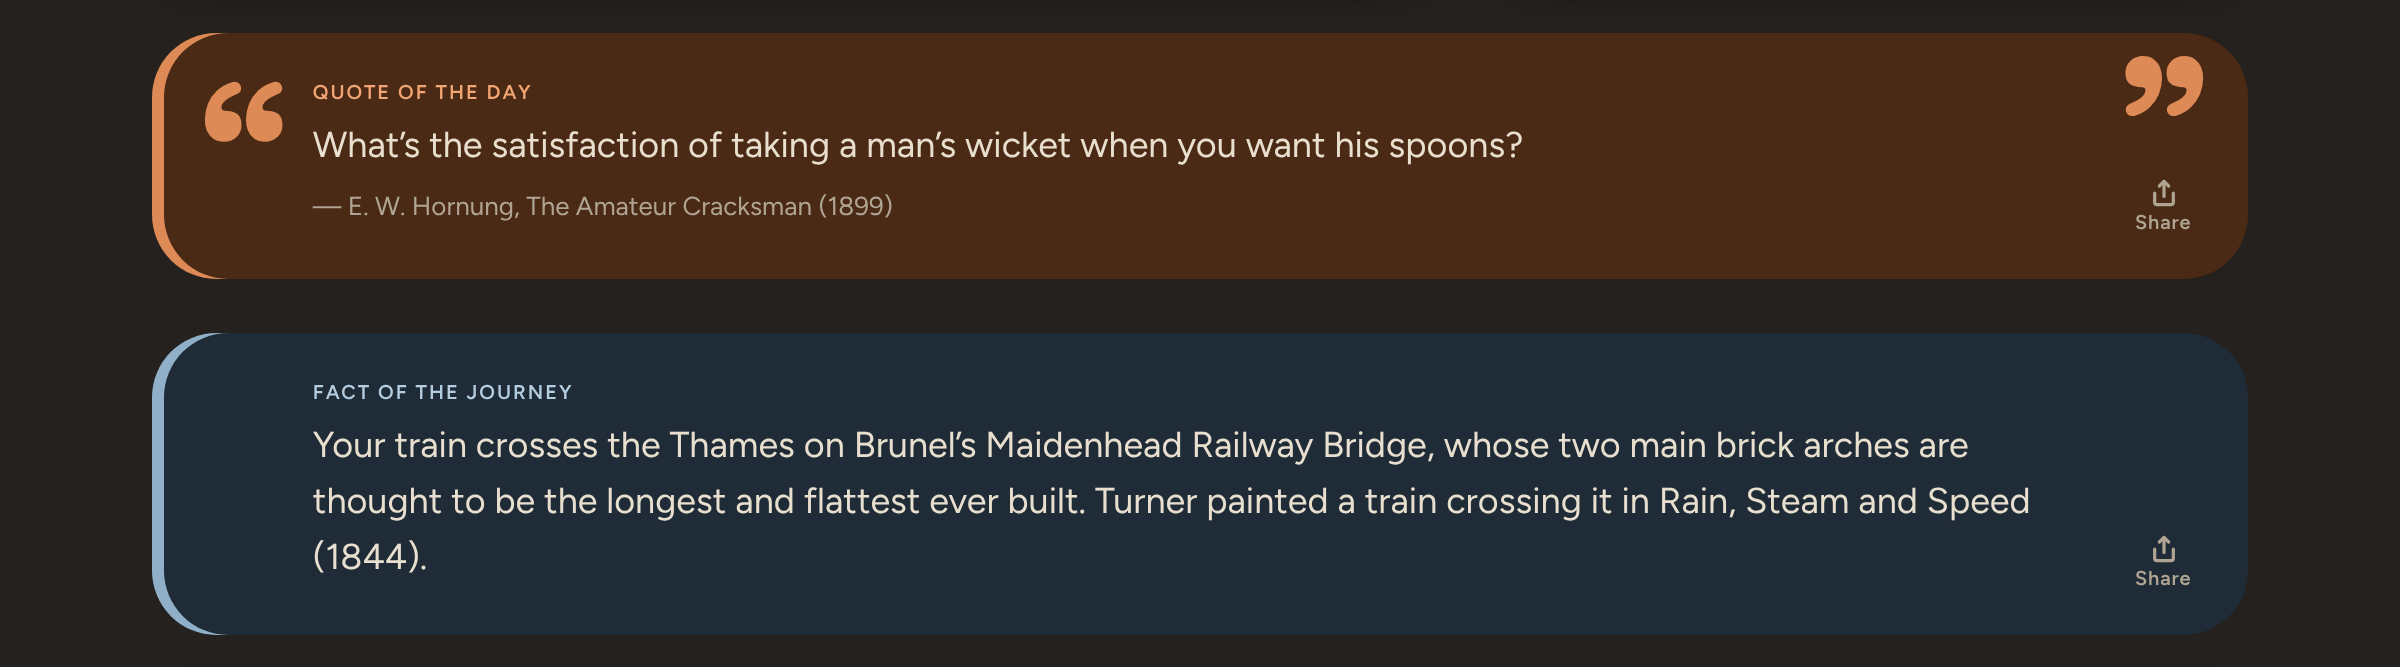 “
QUOTE OF THE DAY
”
What’s the satisfaction of taking a man’s wicket when you want his spoons?
— E. W. Hornung, The Amateur Cracksman (1899)
Share
FACT OF THE JOURNEY
Your train crosses the Thames on Brunel’s Maidenhead Railway Bridge, whose two main brick arches are
thought to be the longest and flattest ever built. Turner painted a train crossing it in Rain, Steam and Speed
(1844).
Share